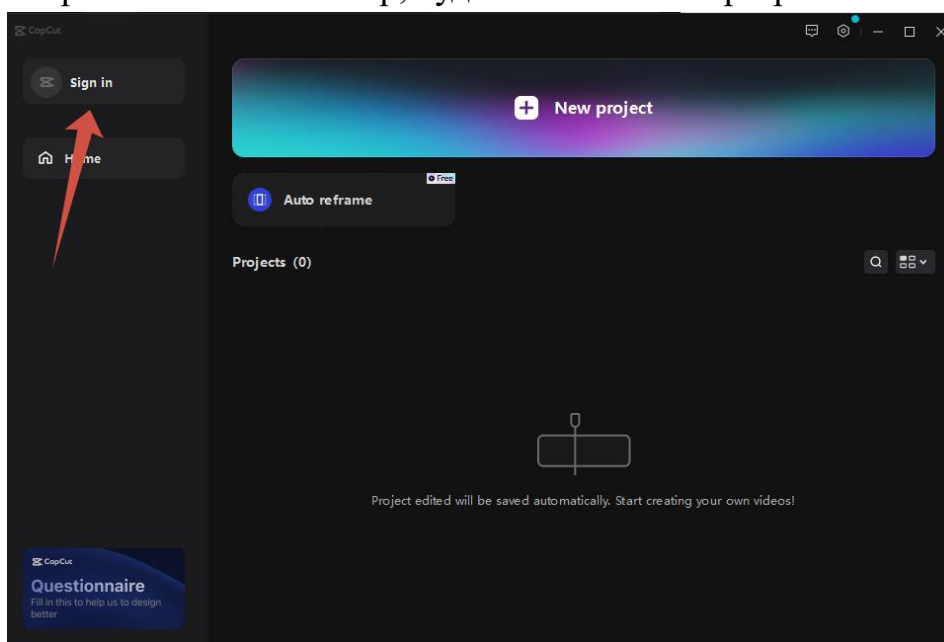 CapCut
Sign in
New project
Home
Free
Auto reframe
Projects (0)
Project edited will be saved automatically. Start creating your own videos!
CapCut
Questionnaire
Fill in this to help us to design
better